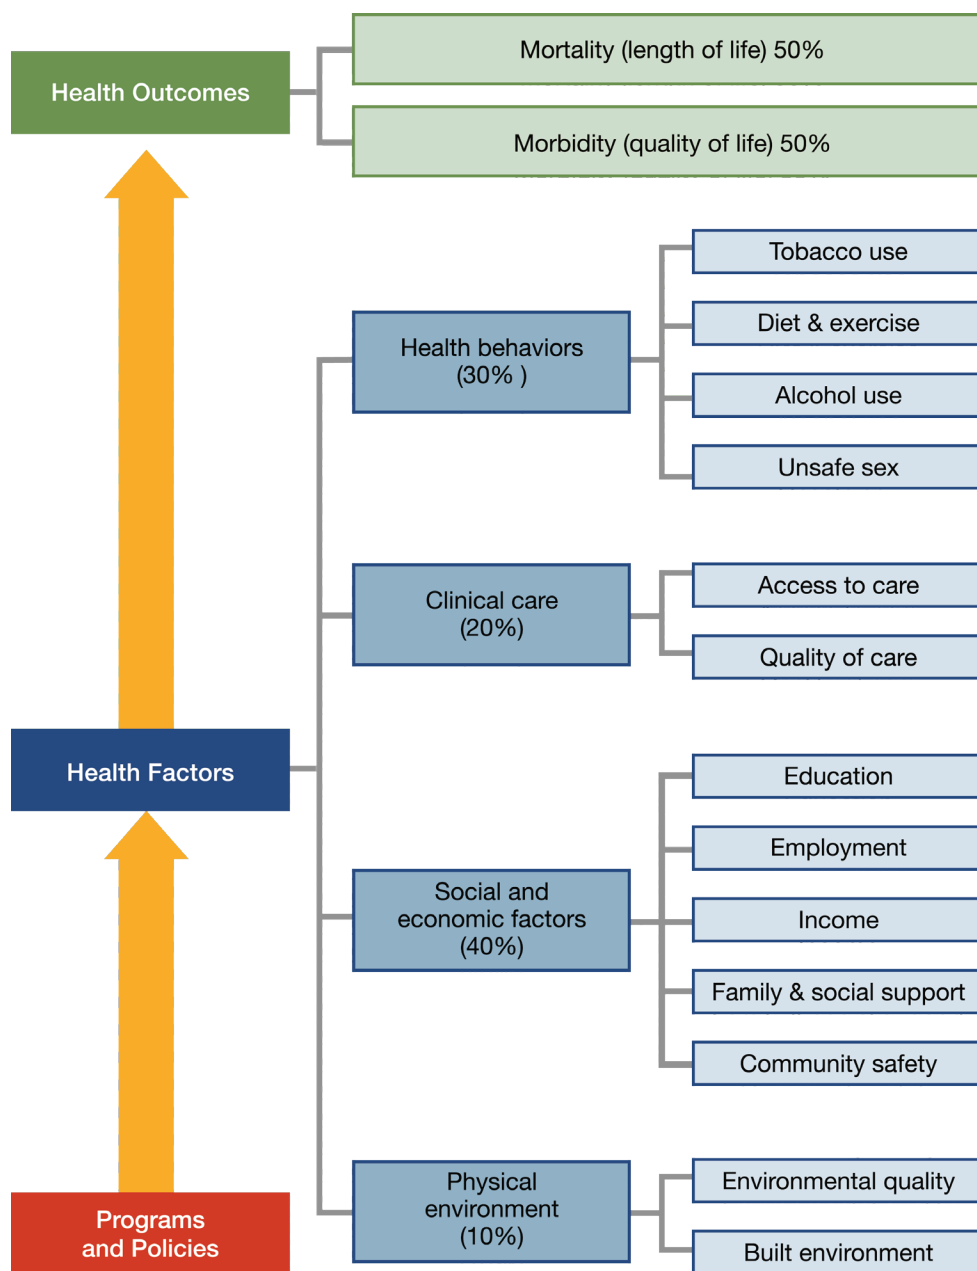 Health Outcomes
Mortality (length of life) 50%
Morbidity (quality of life) 50%
Health Factors
Health behaviors
(30% )
Tobacco use
Diet & exercise
Alcohol use
Unsafe sex
Clinical care
(20%)
Access to care
Quality of care
Social and
economic factors
(40%)
Education
Employment
Income
Family & social support
Community safety
Physical
environment
(10%)
Environmental quality
Built environment
Programs
and Policies